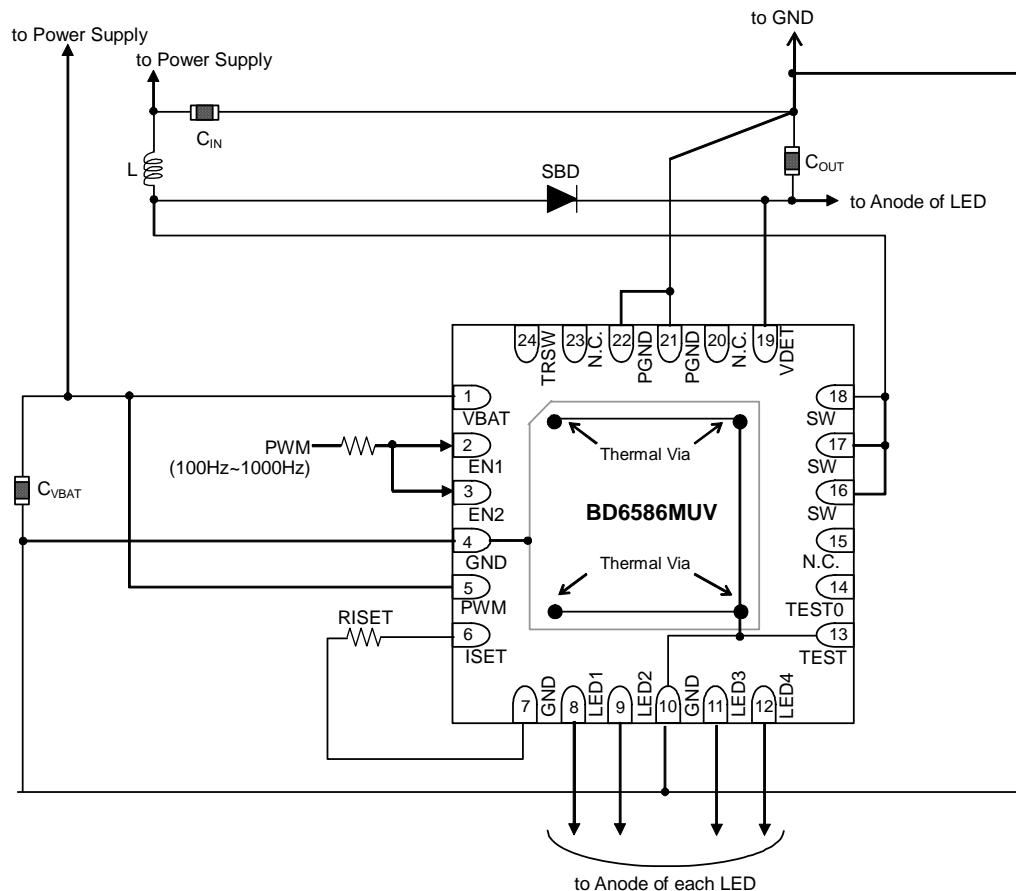 to GND
to Power Supply
to Power Supply
C_IN
C_OUT
L
SBD
to Anode of LED
24
23
22
21
20
19
TRSW
N.C.
PGND
PGND
N.C.
VDET
1
VBAT
18
SW
PWM
(100Hz~1000Hz)
2
EN1
Thermal Via
17
SW
C_VBAT
3
EN2
BD6586MUV
16
SW
4
GND
15
N.C.
Thermal Via
5
PWM
14
TEST0
RISET
6
ISET
13
TEST
GND
LED1
LED2
GND
LED3
LED4
7
8
9
10
11
12
to Anode of each LED